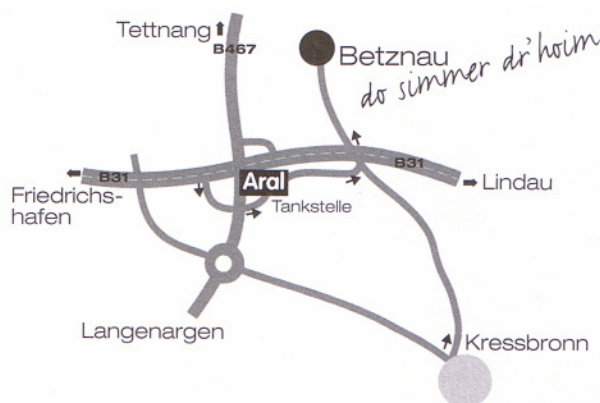 Tettnang
B467
Betznau
do simmer dr'hoim
B31
B31
Friedrichs-
hafen
Aral
Lindau
Tankstelle
Langenargen
Kressbronn